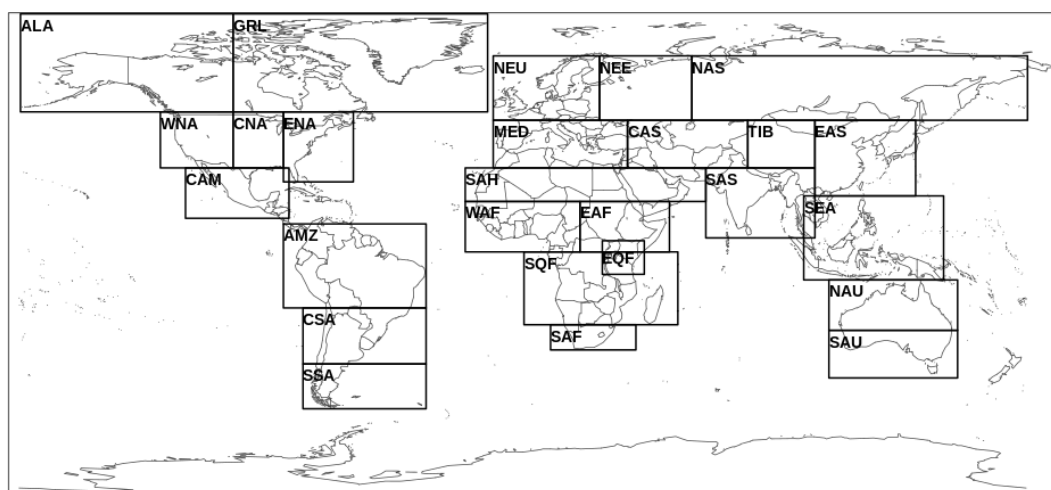 ALA GRL
NEU NEE NAS
WNA CNA ENA MED CAS TIB EAS
CAM SAH SAS
WAF EAF SEA
AMZ
SQF EQF
NAU
CSA
SAF SAU
SSA